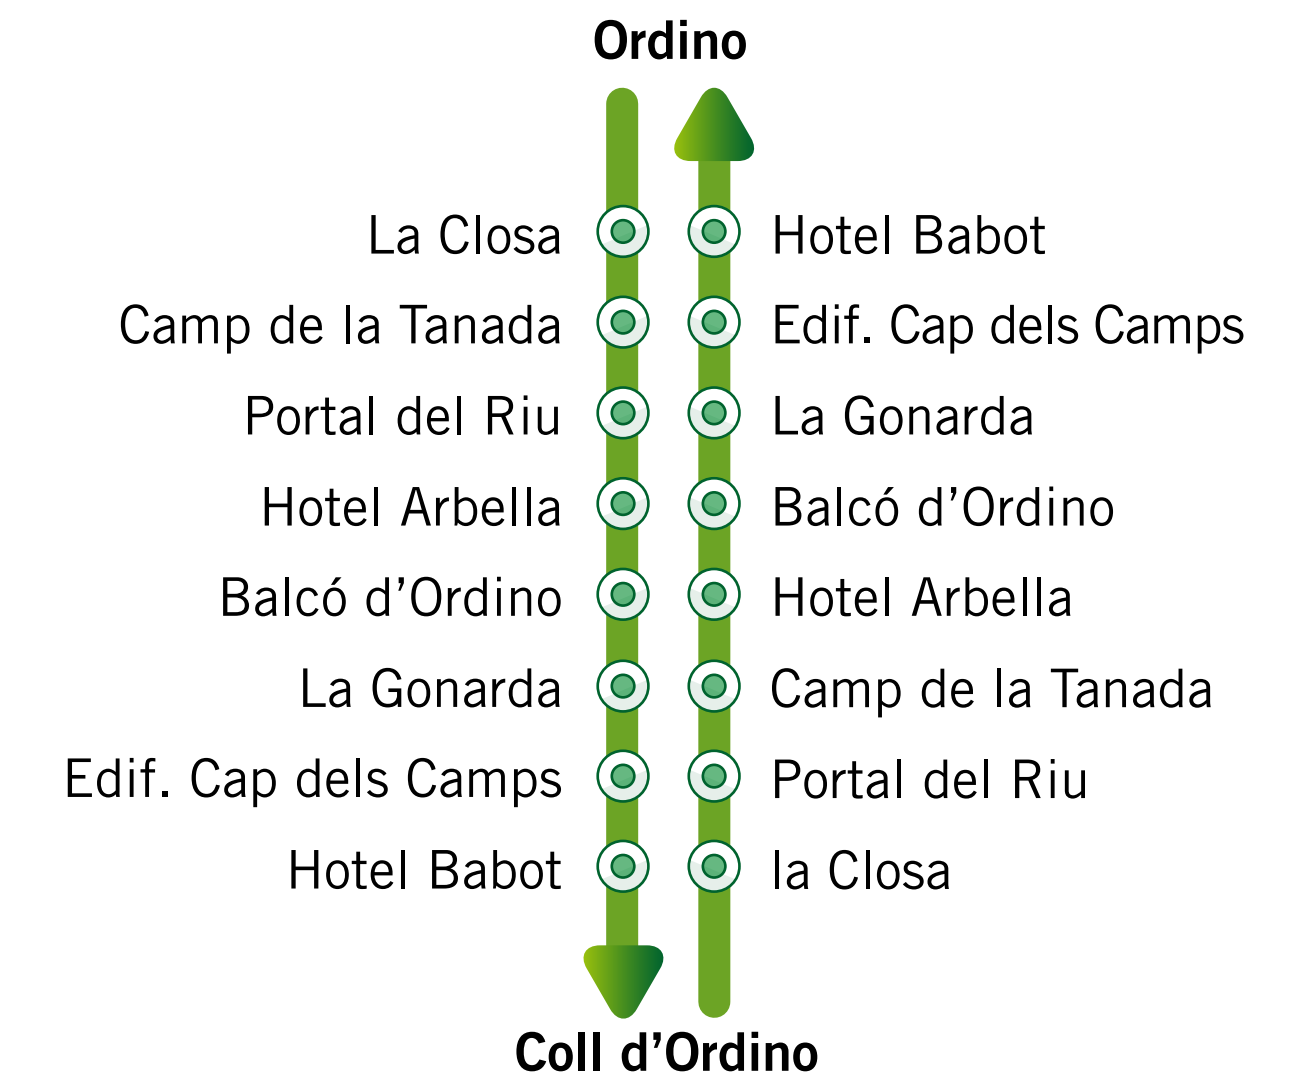 Ordino
La Closa
Hotel Babot
Camp de la Tanada
Edif. Cap dels Camps
Portal del Riu
La Gonarda
Hotel Arbella
Balcó d’Ordino
Balcó d’Ordino
Hotel Arbella
La Gonarda
Camp de la Tanada
Edif. Cap dels Camps
Portal del Riu
Hotel Babot
la Closa
Coll d’Ordino